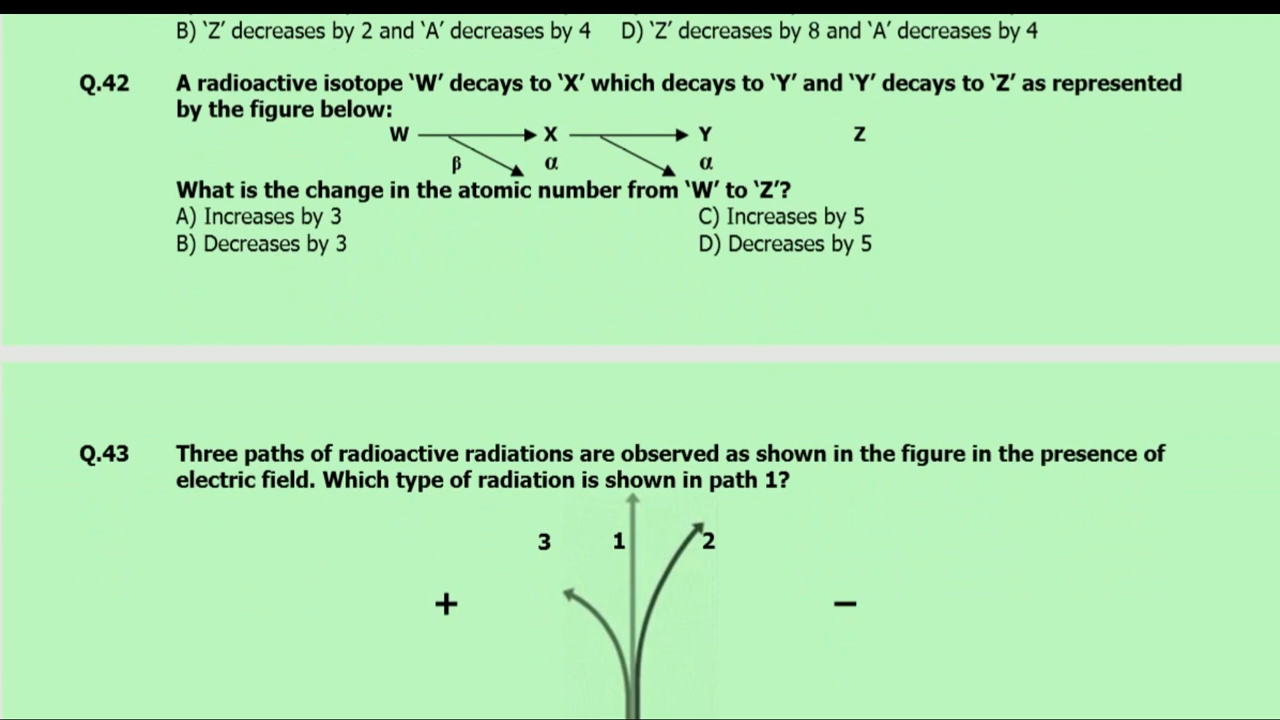 B) ‘Z’ decreases by 2 and ‘A’ decreases by 4 D) ‘Z’ decreases by 8 and ‘A’ decreases by 4
Q.42 A radioactive isotope ‘W’ decays to ‘X’ which decays to ‘Y’ and ‘Y’ decays to ‘Z’ as represented
by the figure below:
W X Y Z
β α α
What is the change in the atomic number from ‘W’ to ‘Z’?
A) Increases by 3 C) Increases by 5
B) Decreases by 3 D) Decreases by 5
Q.43 Three paths of radioactive radiations are observed as shown in the figure in the presence of
electric field. Which type of radiation is shown in path 1?
3 1 2
+ −